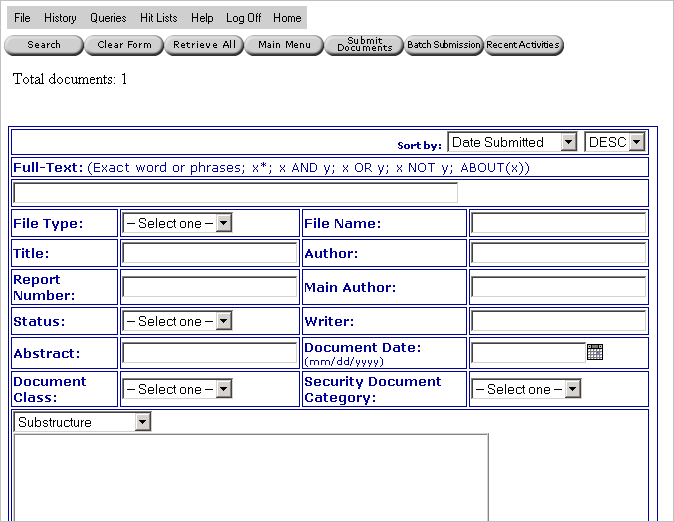 File History Queries Hit Lists Help Log Off Home
Search Clear Form Retrieve All Main Menu Submit Documents Batch Submission Recent Activities
Total documents: 1
Sort by: Date Submitted DESC
Full-Text: (Exact word or phrases; x*; x AND y; x OR y; x NOT y; ABOUT(x))
File Type: -- Select one -- File Name:
Title: Author:
Report Number: Main Author:
Status: -- Select one -- Writer:
Abstract: Document Date: (mm/dd/yyyy)
Document Class: -- Select one -- Security Document Category: -- Select one --
Substructure